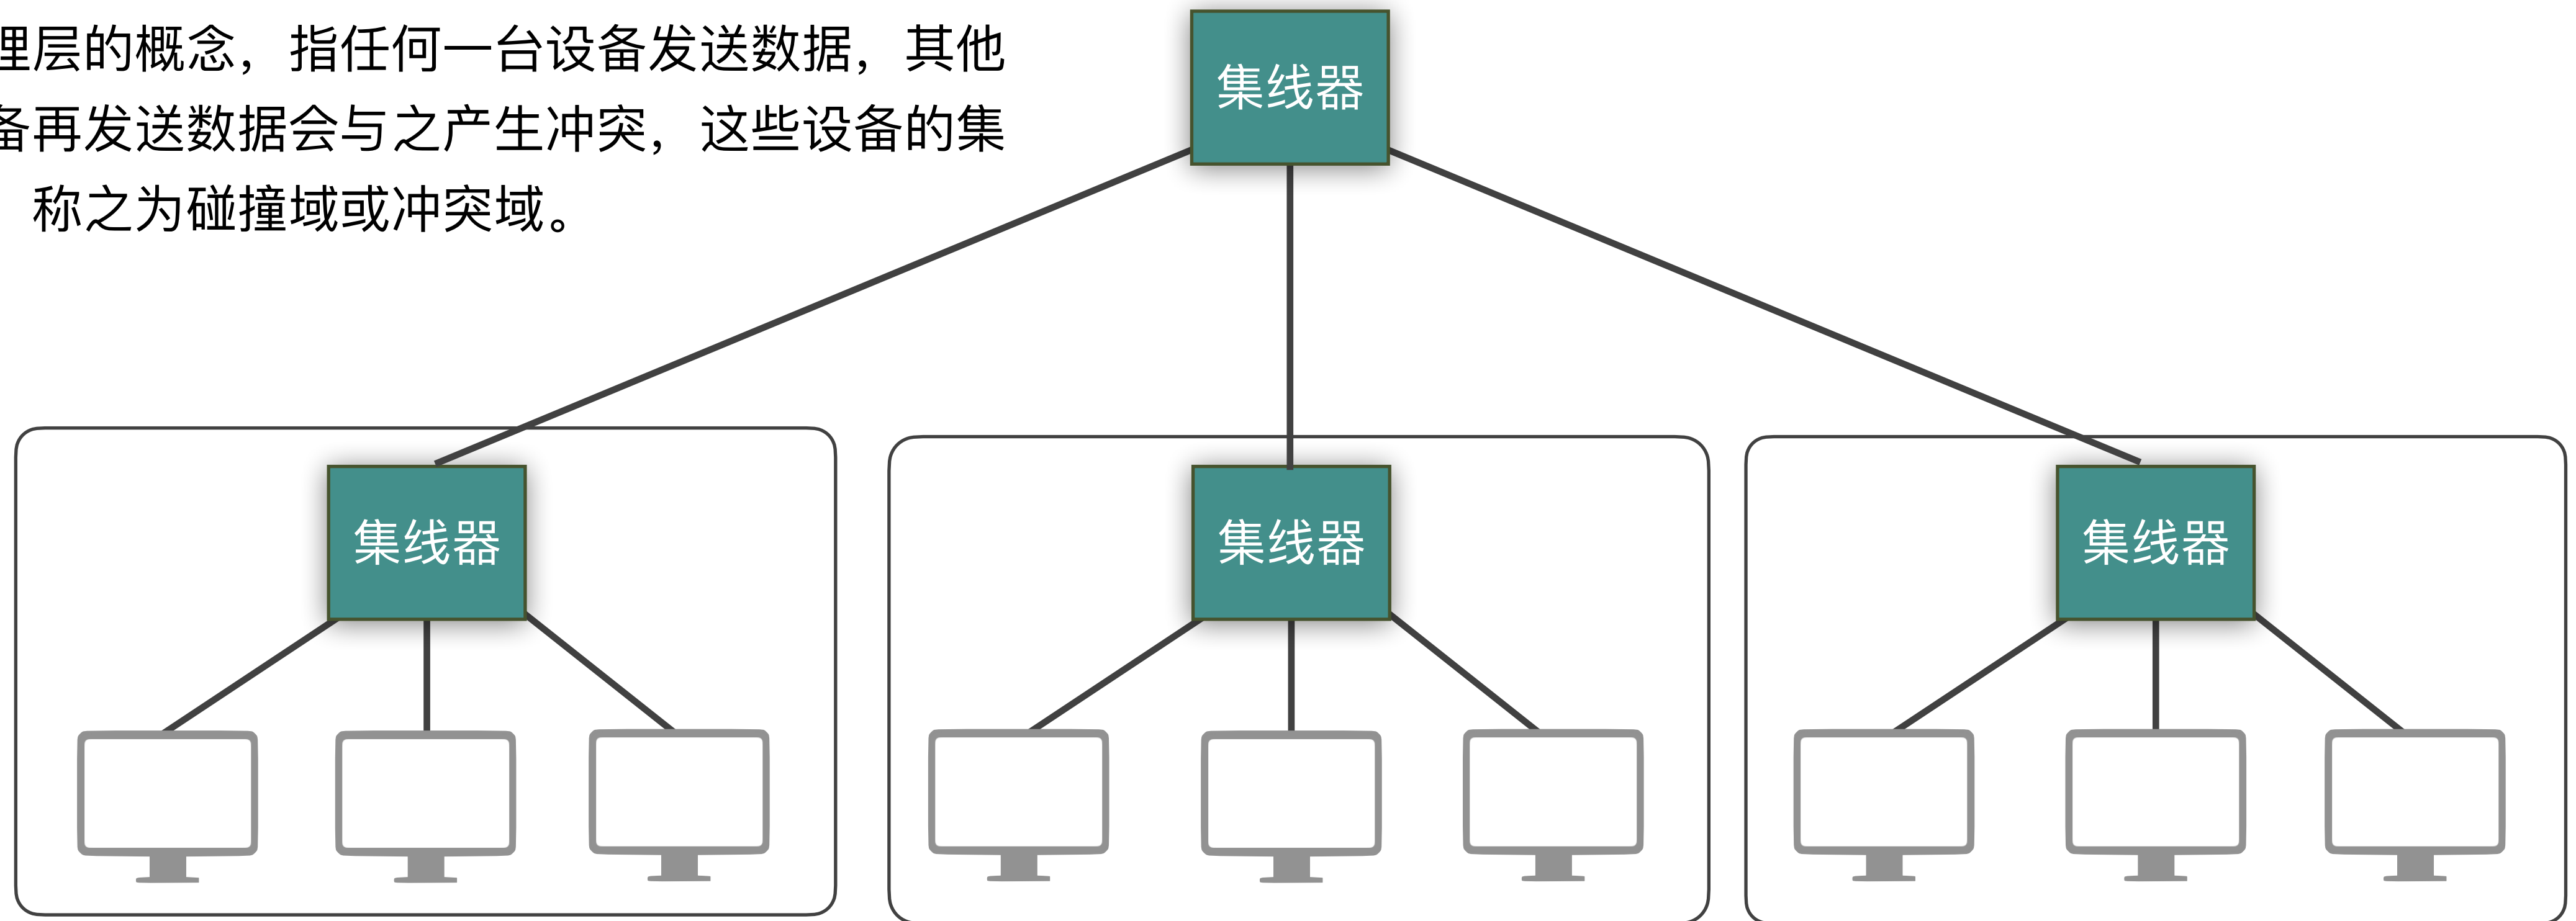 理层的概念，指任何一台设备发送数据，其他
备再发送数据会与之产生冲突，这些设备的集
称之为碰撞域或冲突域。
集线器
集线器
集线器
集线器